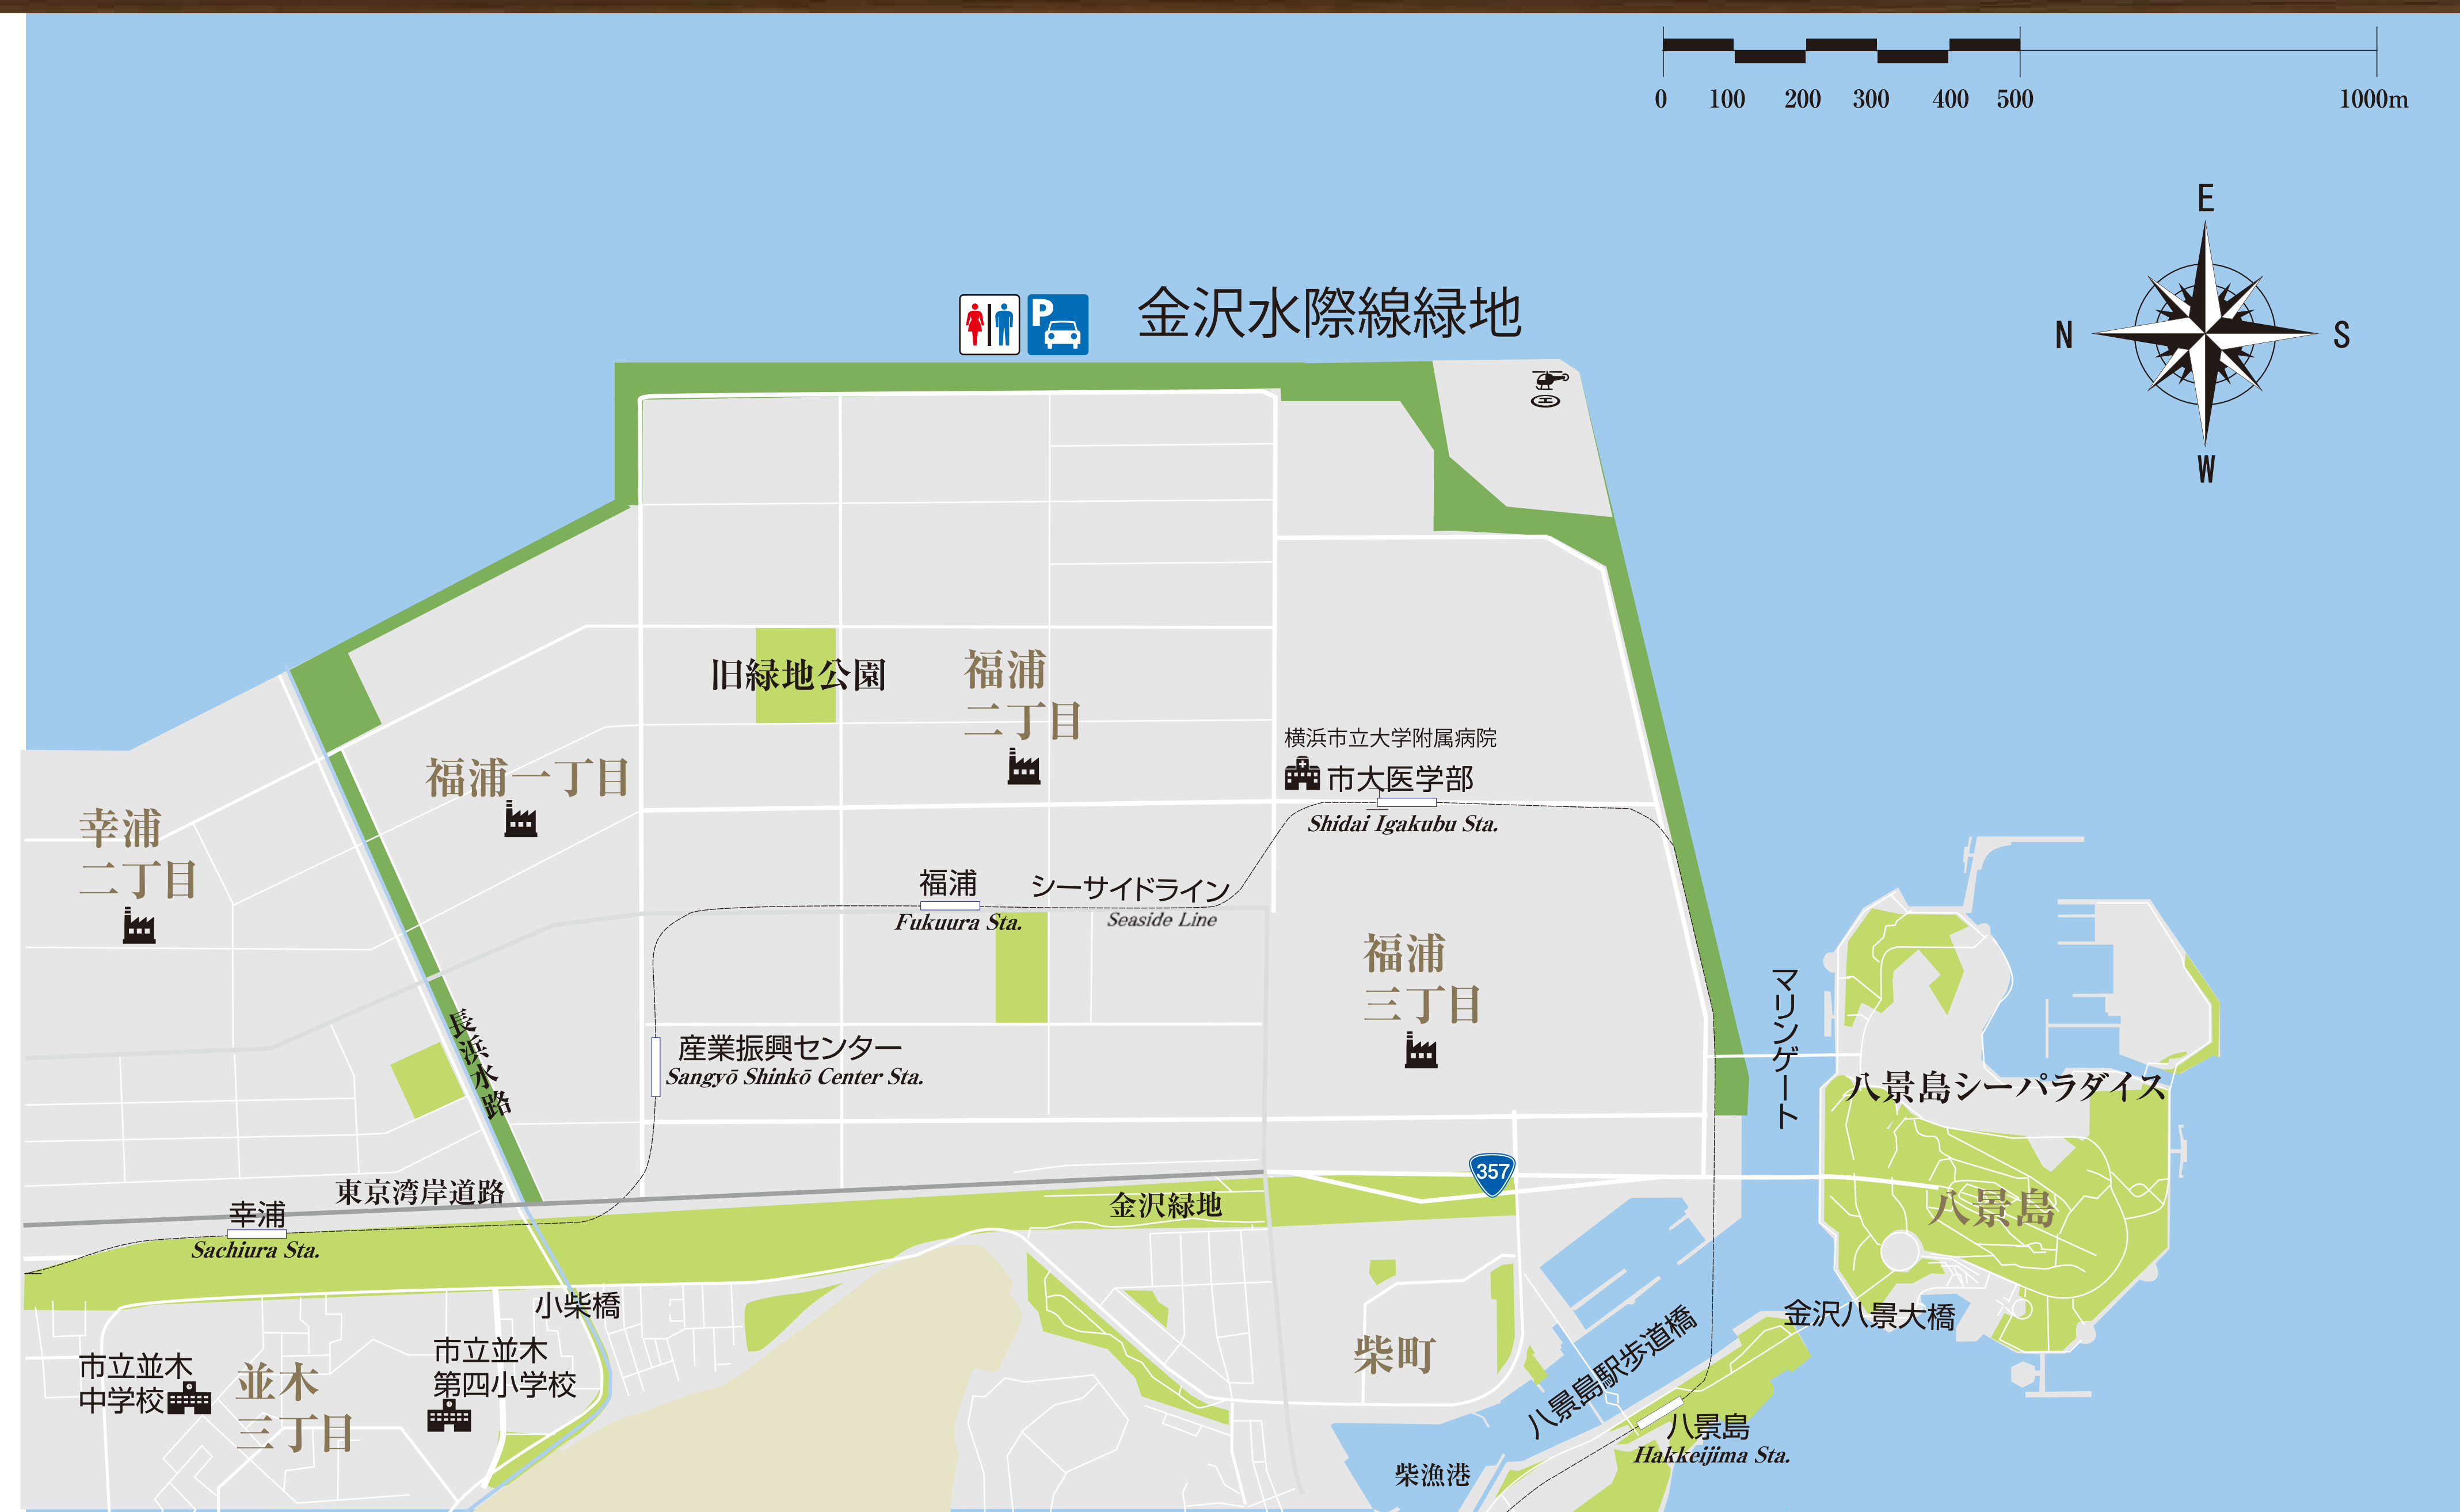 0 100 200 300 400 500 1000m
E
N
S
W
P
金沢水際線緑地
旧緑地公園
福浦
二丁目
横浜市立大学附属病院
市大医学部
Shidai Igakubu Sta.
福浦一丁目
幸浦
二丁目
福浦
Fukuura Sta.
シーサイドライン
Seaside Line
福浦
三丁目
マリンゲート
長浜水路
産業振興センター
Sangyō Shinkō Center Sta.
八景島シーパラダイス
八景島
東京湾岸道路
357
金沢緑地
幸浦
Sachiura Sta.
小柴橋
市立並木
中学校
並木
三丁目
市立並木
第四小学校
柴町
八景島駅歩道橋
金沢八景大橋
八景島
Hakkeijima Sta.
柴漁港